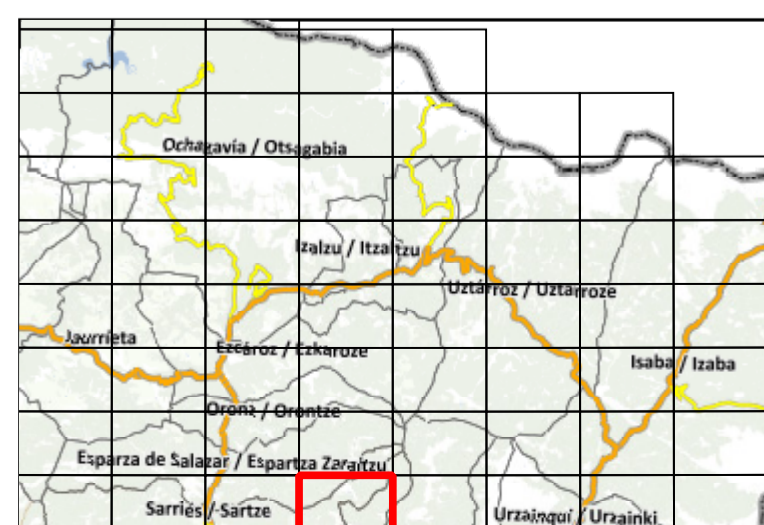 Ochagavía / Otsagabia
Izalzu / Itzaltzu
Uztárroz / Uztarroze
Jaurrieta
Ezcároz / Ezkaroze
Isaba / Izaba
Oronz / Orontze
Esparza de Salazar / Espartza Zaraitzu
Sarriés / Sartze
Urzainqui / Urzainki